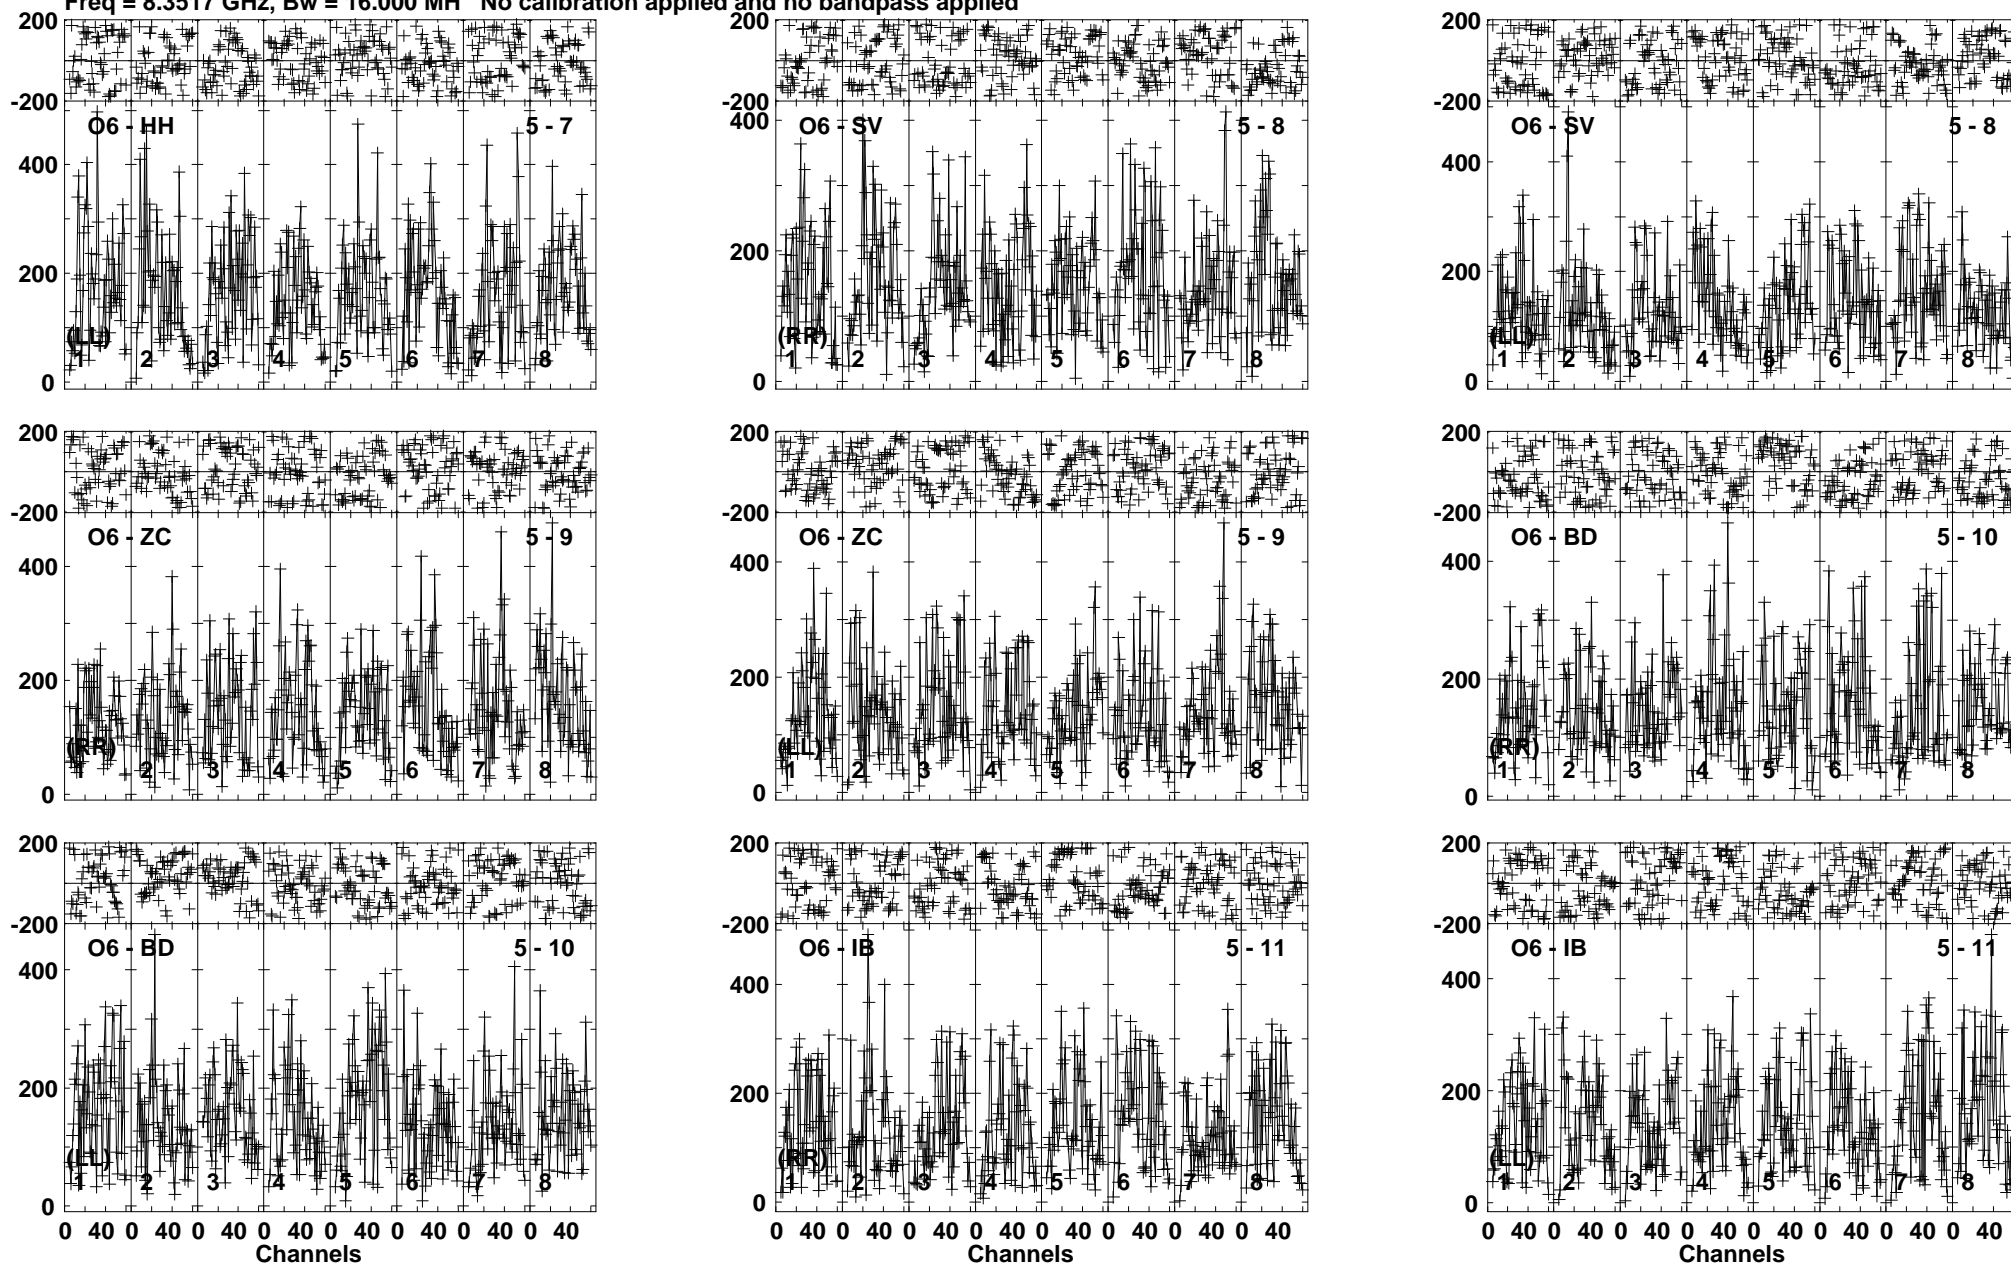 Freq = 8.3517 GHz, Bw = 16.000 MH No calibration applied and no bandpass applied
200 200 200
-200 -200 -200
O6 - HH 5 - 7 O6 - SV 5 - 8 O6 - SV 5 - 8
400 400 400
200 200 200
(LL) (RR) (LL)
1 2 3 4 5 6 7 8 1 2 3 4 5 6 7 8 1 2 3 4 5 6 7 8
0 0 0
200 200 200
-200 -200 -200
O6 - ZC 5 - 9 O6 - ZC 5 - 9 O6 - BD 5 - 10
400 400 400
200 200 200
(RR) (LL) (RR)
1 2 3 4 5 6 7 8 1 2 3 4 5 6 7 8 1 2 3 4 5 6 7 8
0 0 0
200 200 200
-200 -200 -200
O6 - BD 5 - 10 O6 - IB 5 - 11 O6 - IB 5 - 11
400 400 400
200 200 200
(LL) (RR) (LL)
1 2 3 4 5 6 7 8 1 2 3 4 5 6 7 8 1 2 3 4 5 6 7 8
0 0 0
0 40 0 40 0 40 0 40 0 40 0 40 0 40 0 40 0 40 0 40 0 40 0 40 0 40 0 40 0 40 0 40 0 40 0 40 0 40 0 40 0 40 0 40 0 40 0 40
Channels Channels Channels